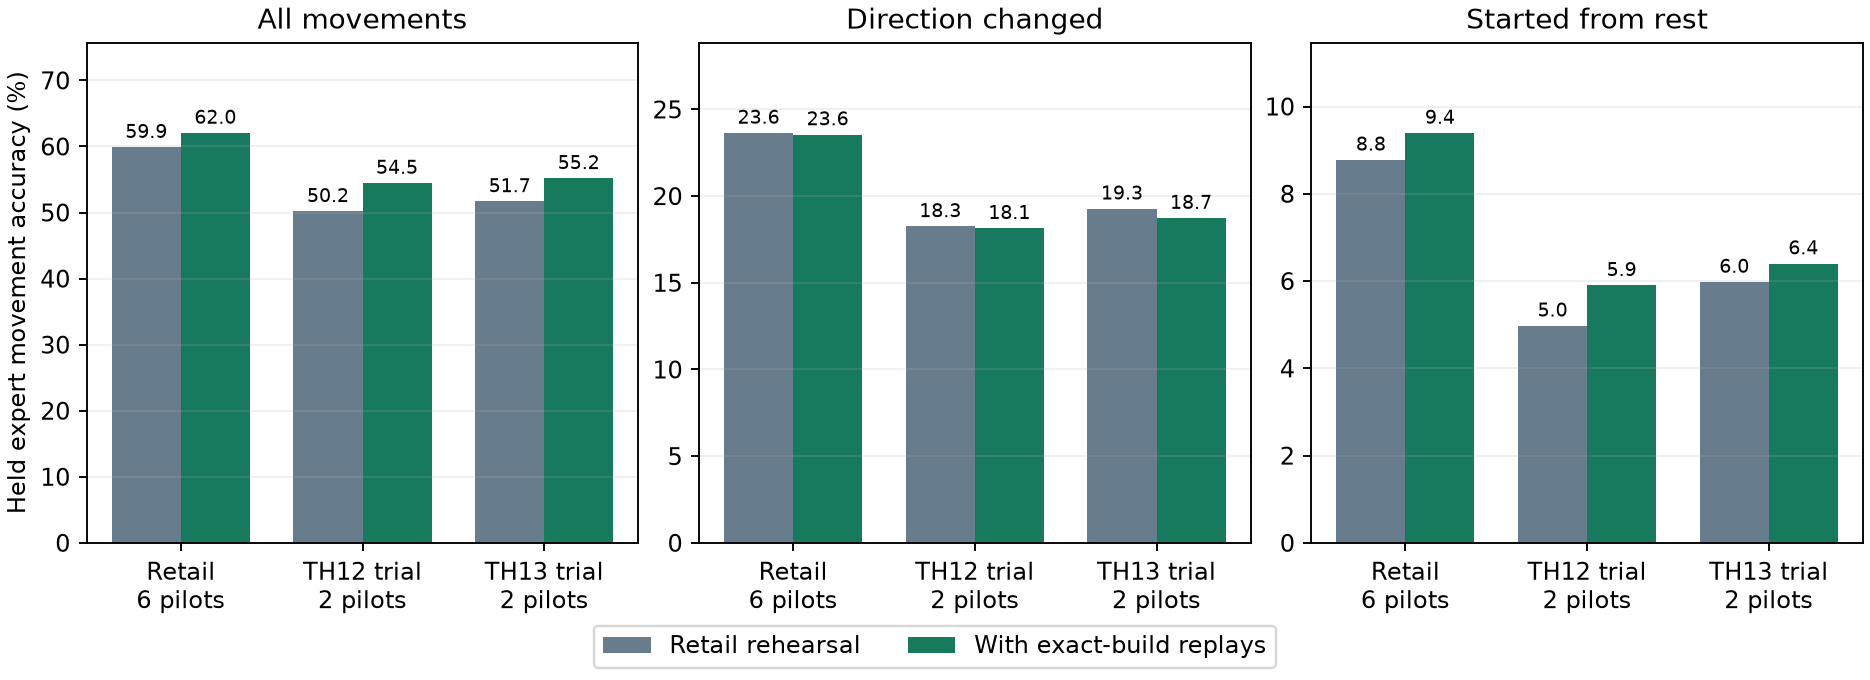 All movements
Direction changed
Started from rest
Held expert movement accuracy (%)
70
60
50
40
30
20
10
0
59.9
62.0
50.2
54.5
51.7
55.2
Retail
6 pilots
TH12 trial
2 pilots
TH13 trial
2 pilots
25
20
15
10
5
0
23.6
23.6
18.3
18.1
19.3
18.7
Retail
6 pilots
TH12 trial
2 pilots
TH13 trial
2 pilots
10
8
6
4
2
0
8.8
9.4
5.0
5.9
6.0
6.4
Retail
6 pilots
TH12 trial
2 pilots
TH13 trial
2 pilots
Retail rehearsal
With exact-build replays